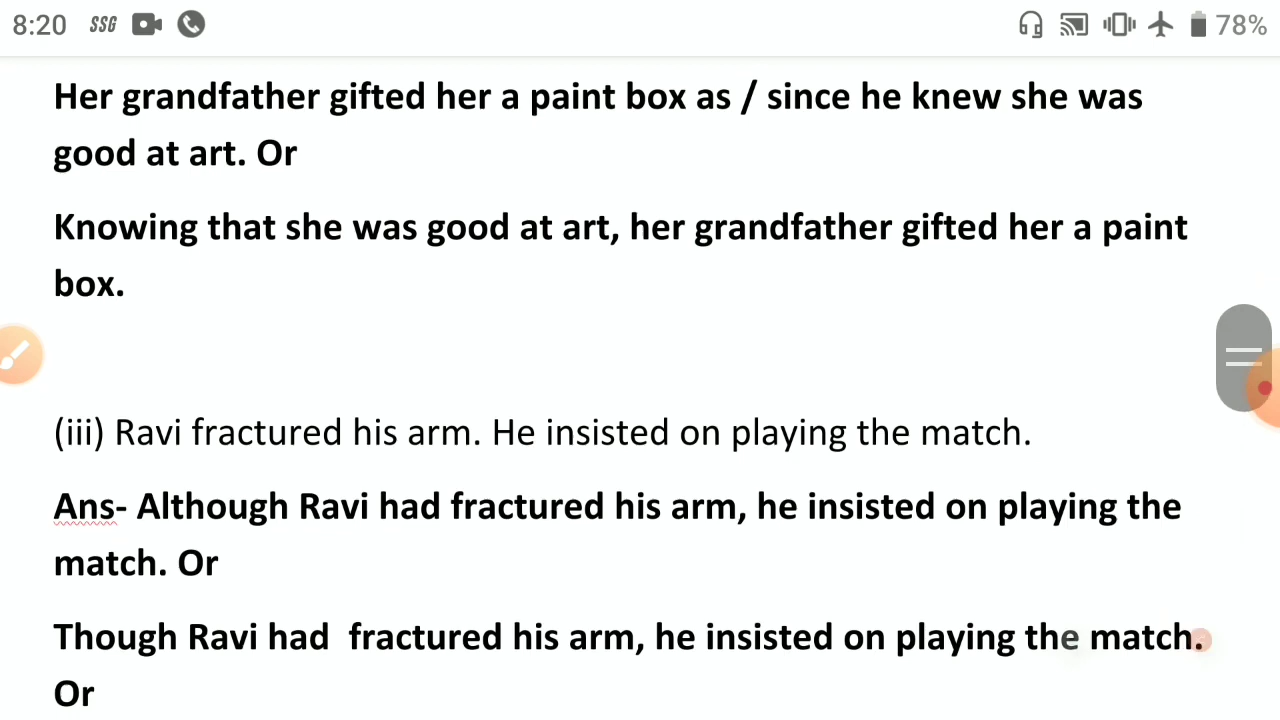 8:20 SSG 78%
Her grandfather gifted her a paint box as / since he knew she was
good at art. Or
Knowing that she was good at art, her grandfather gifted her a paint
box.
(iii) Ravi fractured his arm. He insisted on playing the match.
Ans- Although Ravi had fractured his arm, he insisted on playing the
match. Or
Though Ravi had  fractured his arm, he insisted on playing the match.
Or